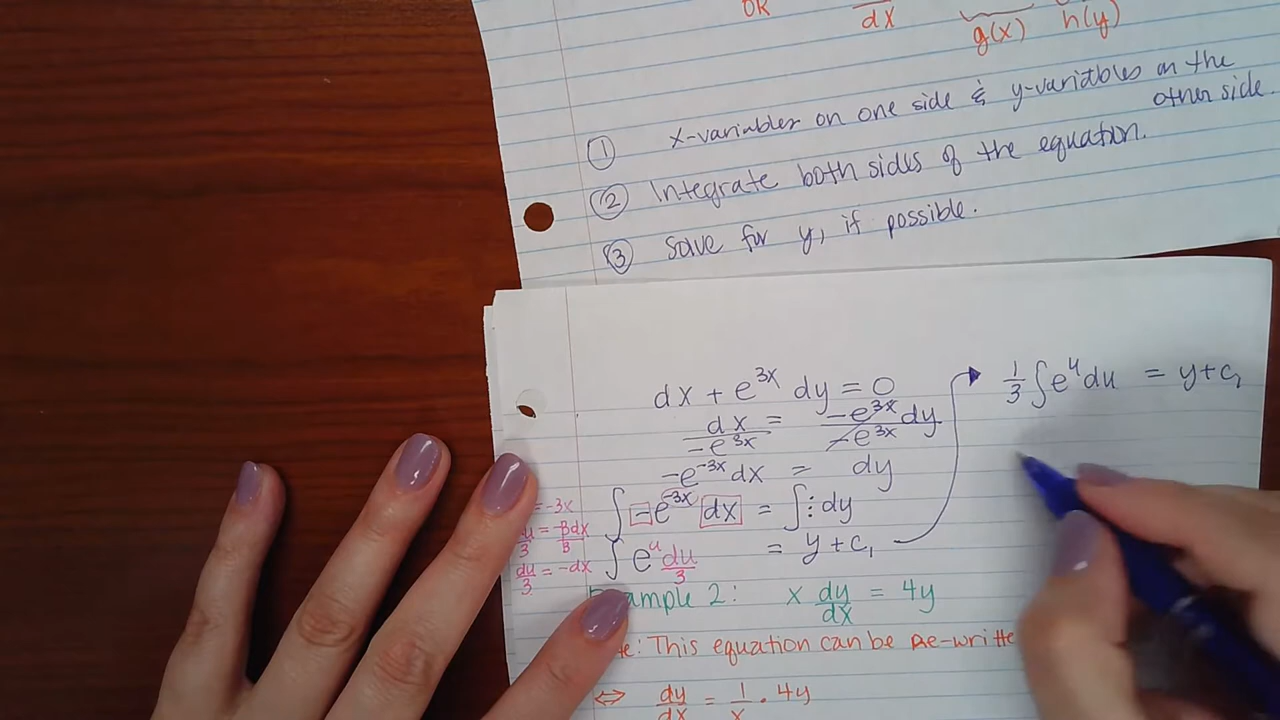 OR dx g(x) h(y)
① x-variables on one side & y-variables on the other side.
② Integrate both sides of the equation.
③ Solve for y, if possible.
dx + e^{3x} dy = 0
dx/-e^{3x} = -e^{3x}dy/-e^{3x}
-e^{-3x}dx = dy
∫ -e^{-3x} dx = ∫ : dy
∫ e^u du/3 = y+c₁
1/3 ∫e^u du = y+c₁
= -3x
u/3 = -3dx/3
du/3 = -dx
ample 2: x dy/dx = 4y
e: This equation can be Re-writte
⇔ dy/dx = 1/x · 4y